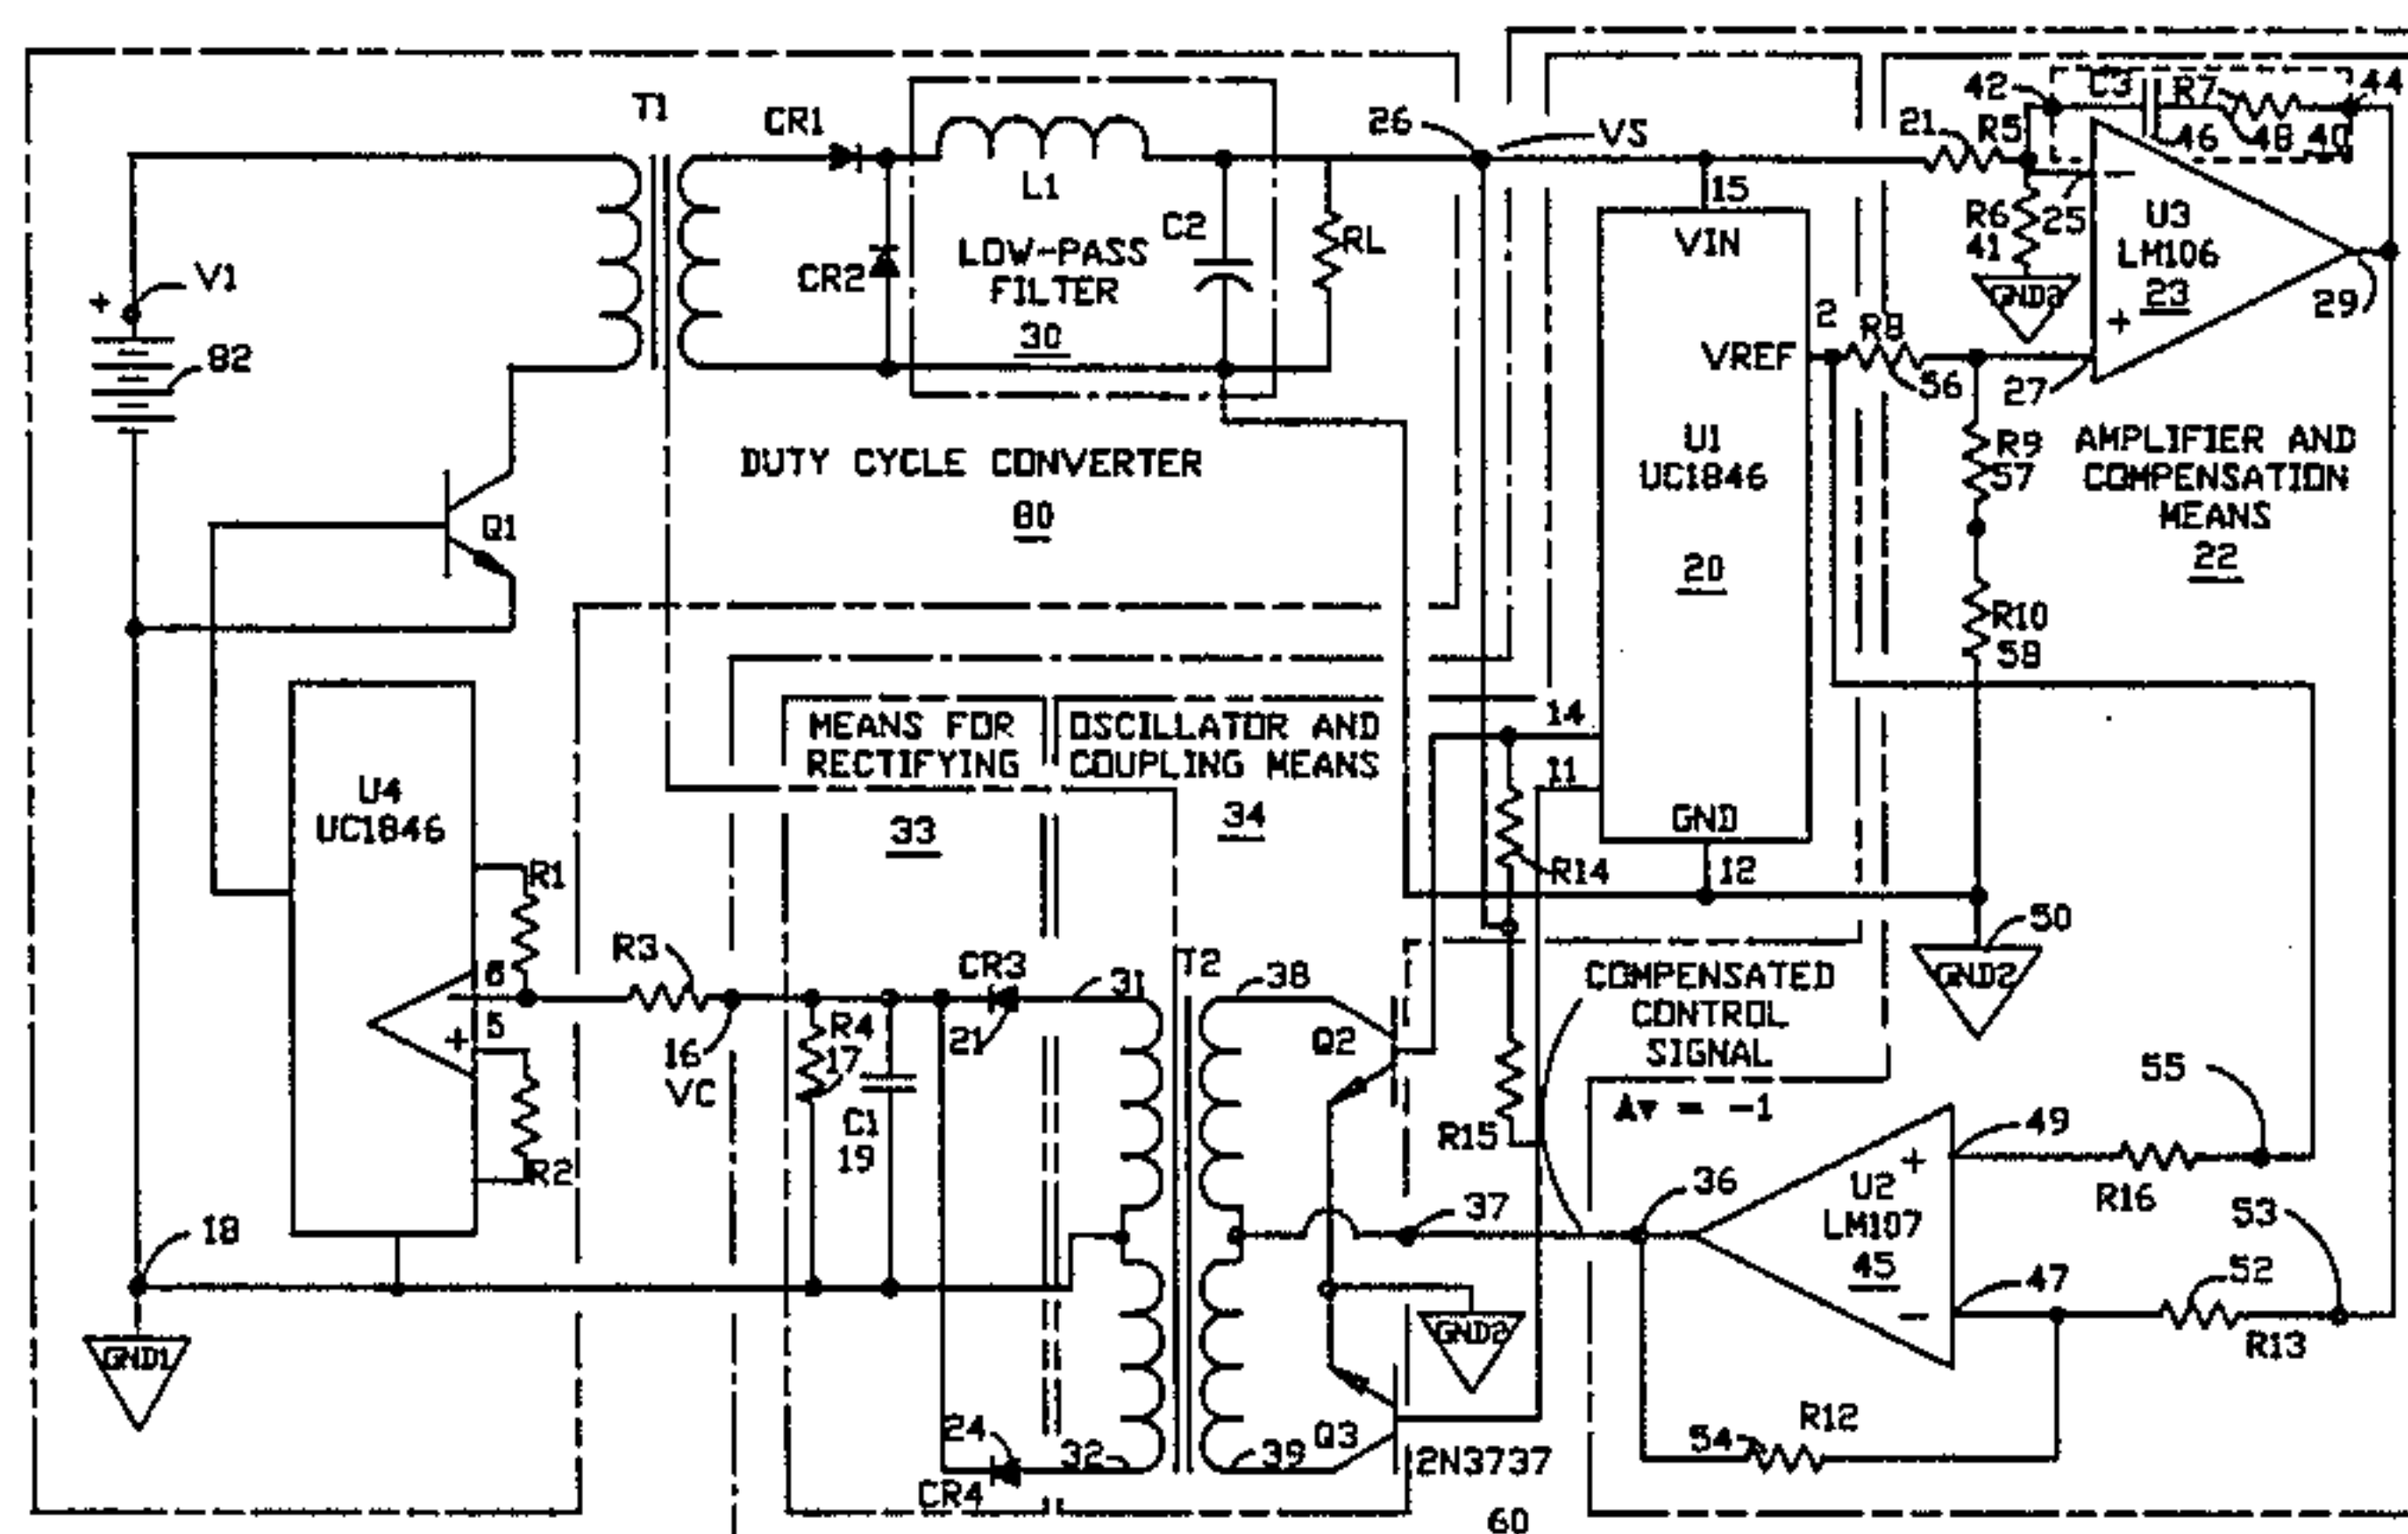 T1
CR1
L1
LOW-PASS
FILTER
30
CR2
C2
RL
26
VS
V1
+
82
Q1
DUTY CYCLE CONVERTER
80
15
VIN
2
VREF
U1
UC1846
20
14
11
GND
12
21
R5
42
C3
R7
44
46
48
40
R6
41
25
-
U3
LM106
23
29
+
27
R8
56
R9
57
R10
58
AMPLIFIER AND
COMPENSATION
MEANS
22
50
GND2
U4
UC1846
R1
6
5
+
R2
R3
16
VC
18
GND1
MEANS FOR
RECTIFYING
33
OSCILLATOR AND
COUPLING MEANS
34
CR3
21
R4
17
C1
19
31
T2
38
Q2
R14
R15
COMPENSATED
CONTROL
SIGNAL
Av = -1
37
36
U2
LM107
45
+
-
49
47
55
R16
53
52
R13
R12
54
GND2
24
CR4
32
39
Q3
2N3737
60